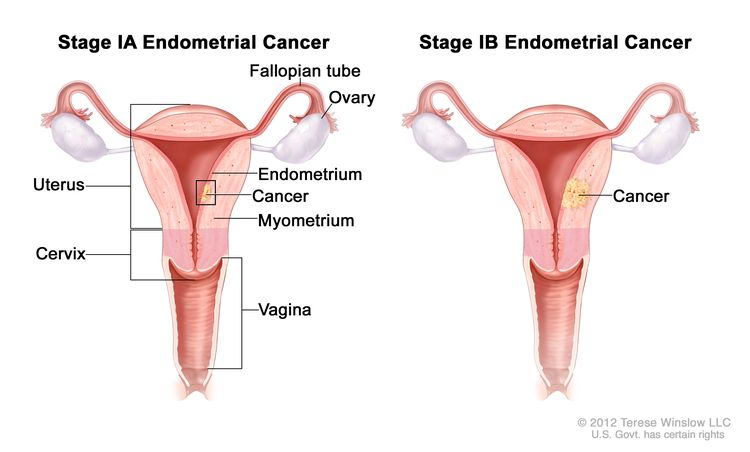 Stage IA Endometrial Cancer
Stage IB Endometrial Cancer
Fallopian tube
Ovary
Endometrium
Uterus
Cancer
Cancer
Myometrium
Cervix
Vagina
© 2012 Terese Winslow LLC
U.S. Govt. has certain rights